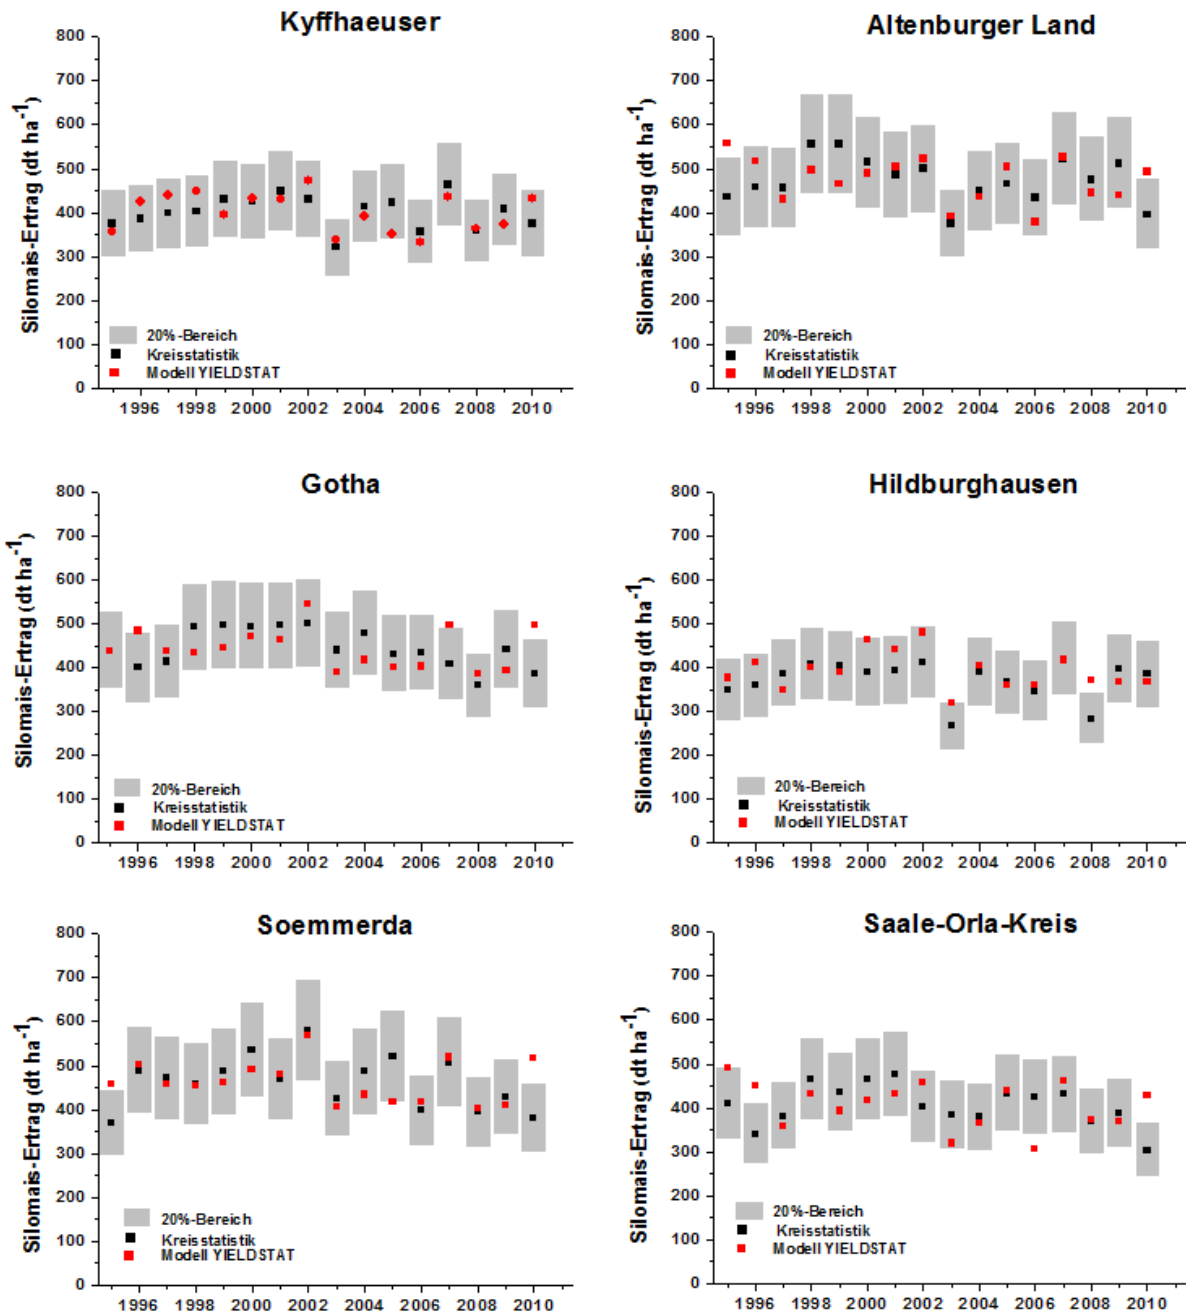 Kyffhaeuser
Silomais-Ertrag (dt ha-1)
800
700
600
500
400
300
200
100
0
20%-Bereich
Kreisstatistik
Modell YIELDSTAT
1996 1998 2000 2002 2004 2006 2008 2010
Altenburger Land
Silomais-Ertrag (dt ha-1)
800
700
600
500
400
300
200
100
0
20%-Bereich
Kreisstatistik
Modell YIELDSTAT
1996 1998 2000 2002 2004 2006 2008 2010
Gotha
Silomais-Ertrag (dt ha-1)
800
700
600
500
400
300
200
100
0
20%-Bereich
Kreisstatistik
Modell YIELDSTAT
1996 1998 2000 2002 2004 2006 2008 2010
Hildburghausen
Silomais-Ertrag (dt ha-1)
800
700
600
500
400
300
200
100
0
20%-Bereich
Kreisstatistik
Modell YIELDSTAT
1996 1998 2000 2002 2004 2006 2008 2010
Soemmerda
Silomais-Ertrag (dt ha-1)
800
700
600
500
400
300
200
100
0
20%-Bereich
Kreisstatistik
Modell YIELDSTAT
1996 1998 2000 2002 2004 2006 2008 2010
Saale-Orla-Kreis
Silomais-Ertrag (dt ha-1)
800
700
600
500
400
300
200
100
0
20%-Bereich
Kreisstatistik
Modell YIELDSTAT
1996 1998 2000 2002 2004 2006 2008 2010